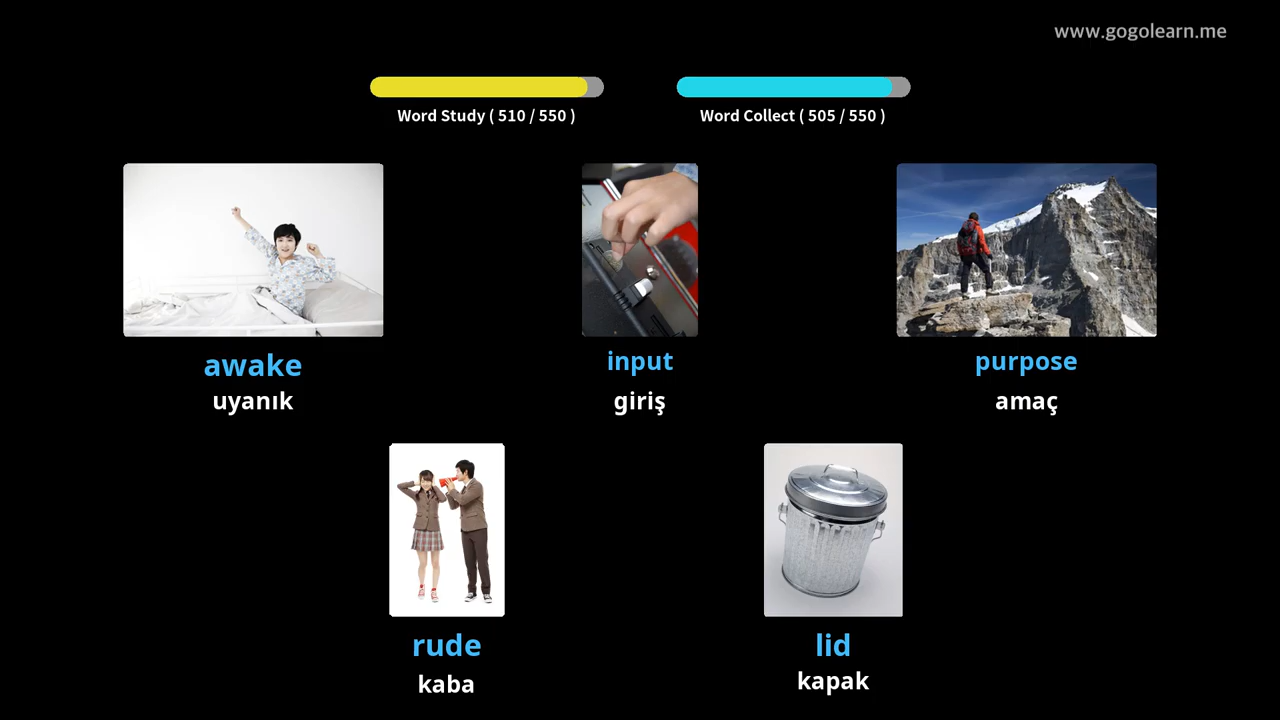 www.gogolearn.me
Word Study ( 510 / 550 )
Word Collect ( 505 / 550 )
awake
uyanık
input
giriş
purpose
amaç
rude
kaba
lid
kapak